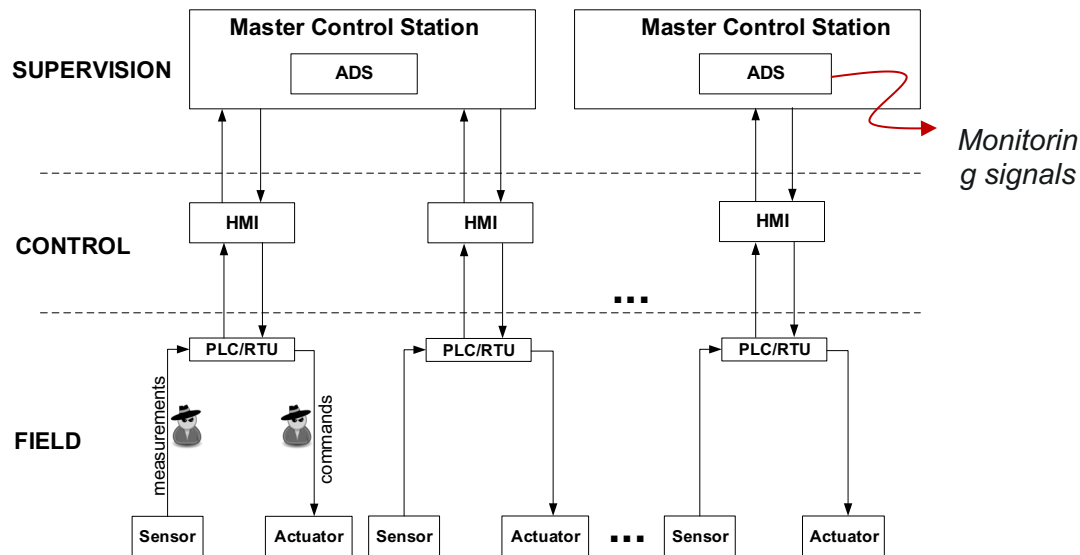 Master Control Station
Master Control Station
SUPERVISION
ADS
ADS
Monitorin
g signals
HMI
HMI
HMI
CONTROL
...
PLC/RTU
PLC/RTU
PLC/RTU
measurements
commands
FIELD
Sensor
Actuator
Sensor
Actuator
...
Sensor
Actuator